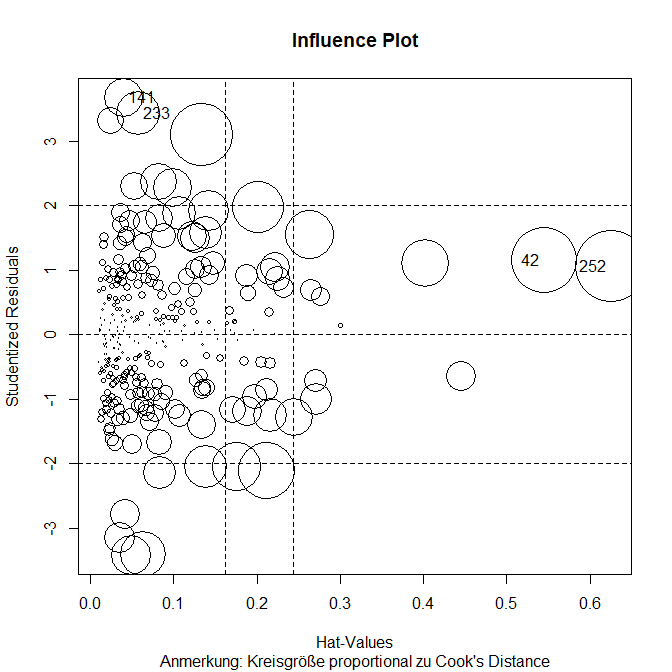 Influence Plot
141
233
42
252
3
2
1
0
-1
-2
-3
Studentized Residuals
0.0 0.1 0.2 0.3 0.4 0.5 0.6
Hat-Values
Anmerkung: Kreisgröße proportional zu Cook's Distance